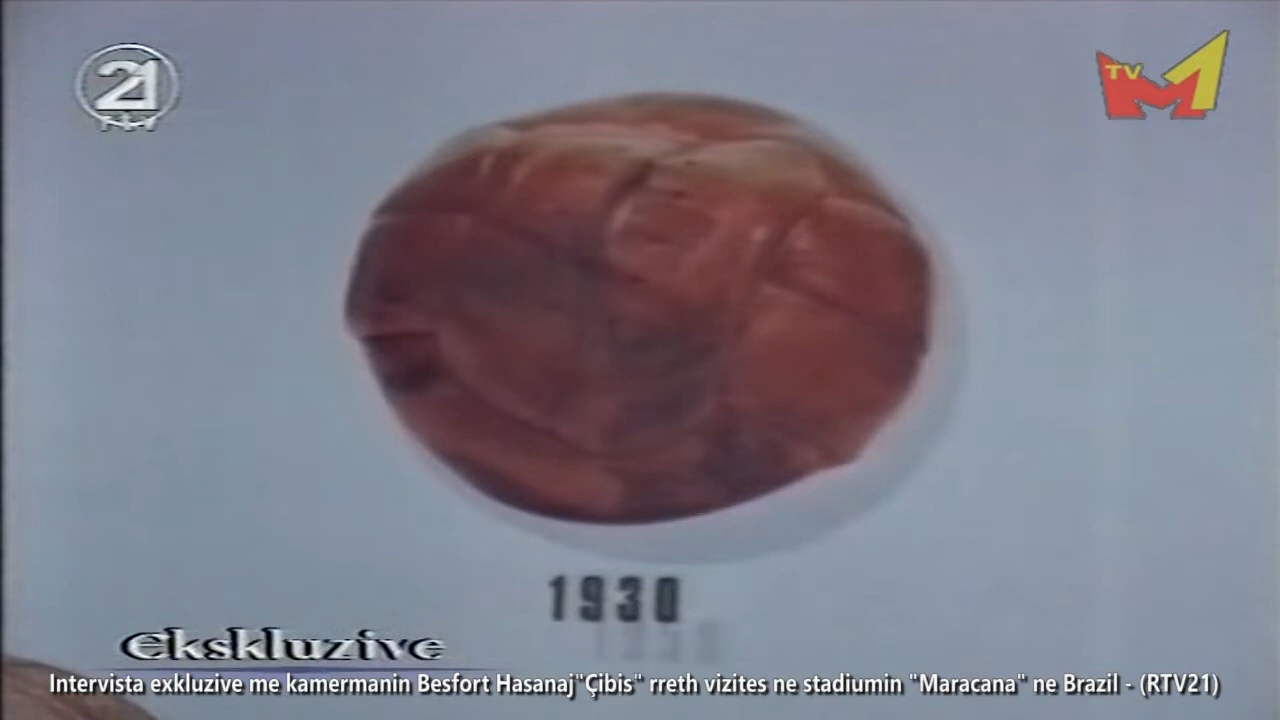 21
rtv
TV M1
1930
Ekskluzive
Intervista exkluzive me kamermanin Besfort Hasanaj"Çibis" rreth vizites ne stadiumin "Maracana" ne Brazil - (RTV21)